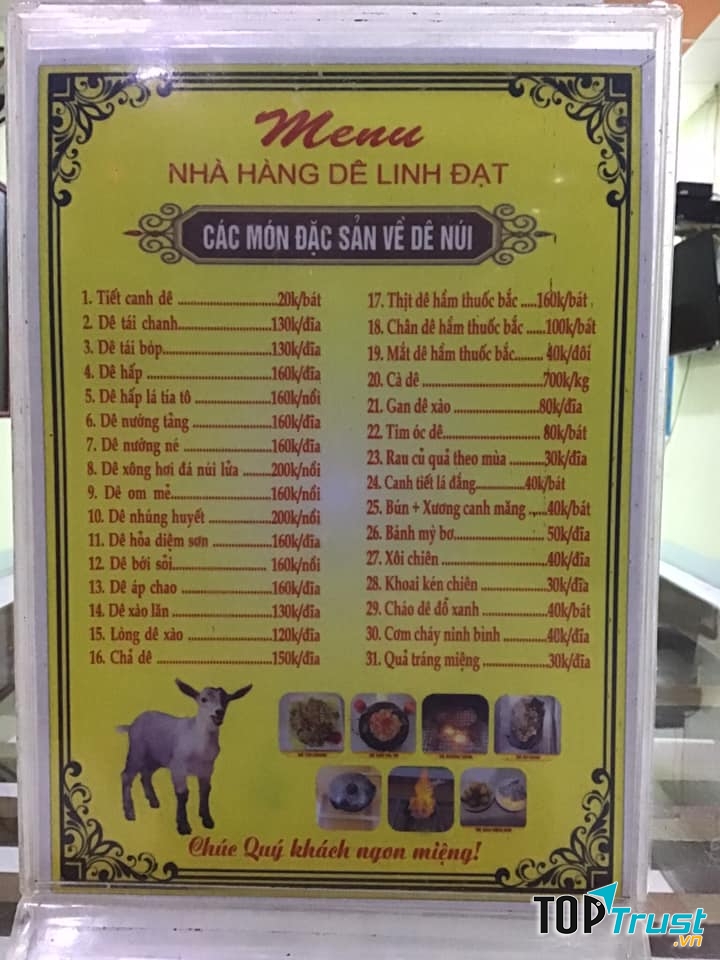 Menu
NHÀ HÀNG DÊ LINH ĐẠT
CÁC MÓN ĐẶC SẢN VỀ DÊ NÚI
1. Tiết canh dê ........................20k/bát
2. Dê tái chanh......................130k/đĩa
3. Dê tái bóp.........................130k/đĩa
4. Dê hấp .............................160k/đĩa
5. Dê hấp lá tía tô ................160k/nồi
6. Dê nướng tảng .................160k/đĩa
7. Dê nướng né ...................160k/đĩa
8. Dê xông hơi đá núi lửa .....200k/nồi
9. Dê om mẻ........................160k/nồi
10. Dê nhúng huyết .............200k/nồi
11. Dê hỏa diệm sơn ............160k/đĩa
12. Dê bới sỏi...................... 160k/nồi
13. Dê áp chao ....................160k/đĩa
14. Dê xào lăn .....................130k/đĩa
15. Lòng dê xào ..................120k/đĩa
16. Chả dê ...........................150k/đĩa
17. Thịt dê hầm thuốc bắc .....160k/bát
18. Chân dê hầm thuốc bắc .....100k/bát
19. Mắt dê hầm thuốc bắc....... 40k/đôi
20. Cà dê .............................700k/kg
21. Gan dê xào .....................80k/đĩa
22. Tim óc dê....................... 80k/bát
23. Rau củ quả theo mùa .........30k/đĩa
24. Canh tiết lá đắng............40k/bát
25. Bún + Xương canh măng ....40k/bát
26. Bánh mỳ bơ..................... 50k/đĩa
27. Xôi chiên .......................40k/đĩa
28. Khoai kén chiên ...............30k/đĩa
29. Cháo dê đỗ xanh ..............40k/bát
30. Cơm cháy ninh bình ..........40k/đĩa
31. Quả tráng miệng ..............30k/đĩa
Chúc Quý khách ngon miệng!
TOPTrust.vn